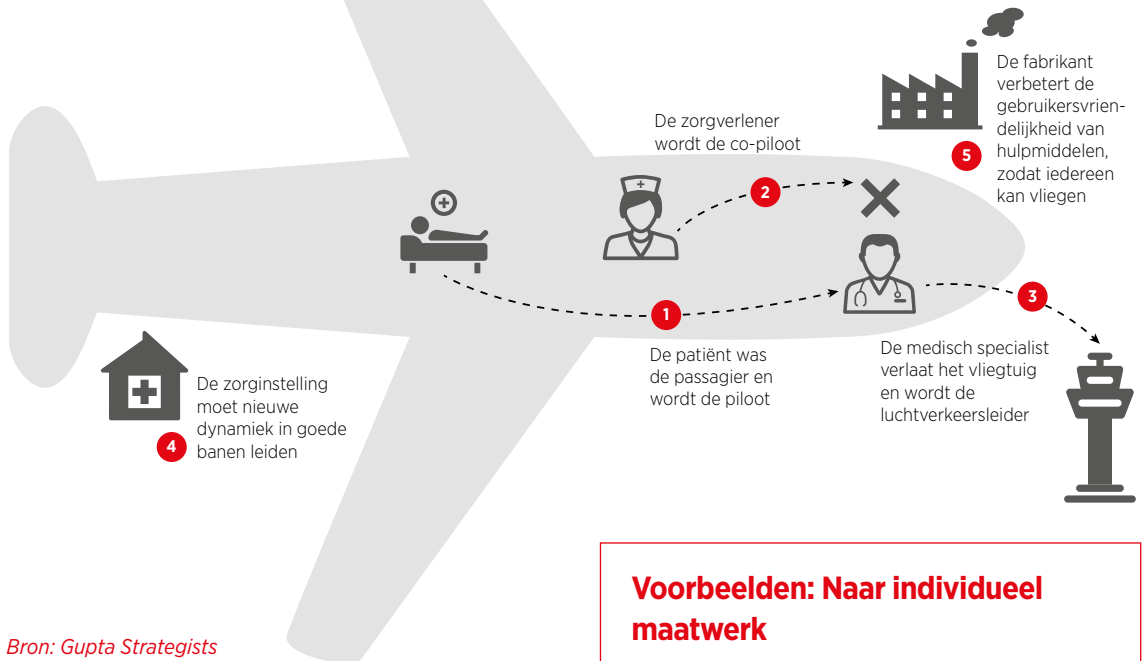 De fabrikant
verbetert de
gebruikersvrien-
delijkheid van
hulpmiddelen,
zodat iedereen
kan vliegen
5
De zorgverlener
wordt de co-piloot
2
1
De patiënt was
de passagier en
wordt de piloot
3
De medisch specialist
verlaat het vliegtuig
en wordt de
luchtverkeersleider
De zorginstelling
moet nieuwe
dynamiek in goede
banen leiden
4
Voorbeelden: Naar individueel
maatwerk
Bron: Gupta Strategists